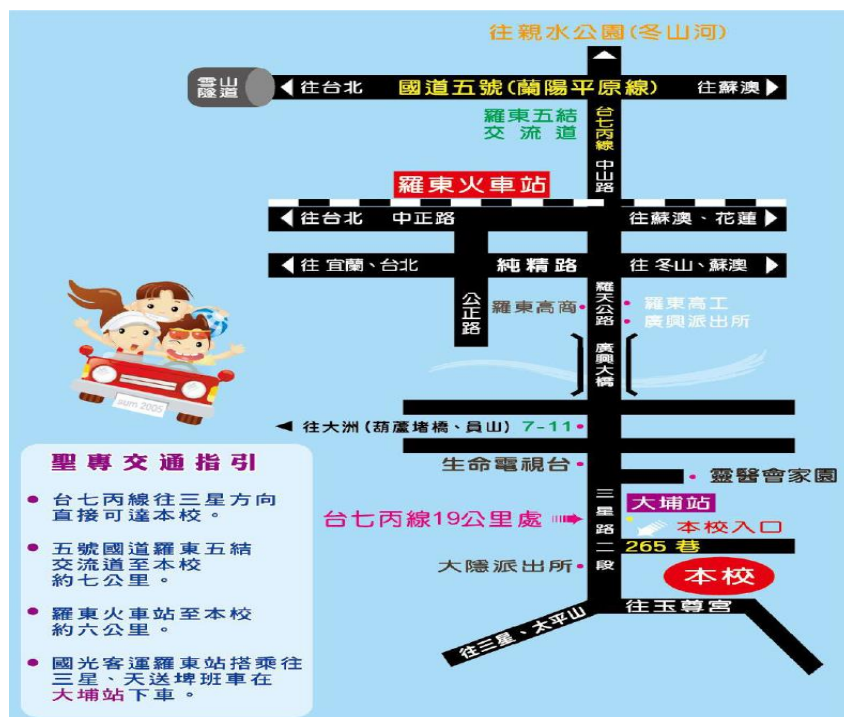 往親水公園(冬山河)
雪山
隧道
往台北 國道五號(蘭陽平原線) 往蘇澳
羅東五結
交流道
台七丙線
中山路
羅東火車站
往台北 中正路 往蘇澳、花蓮
往宜蘭、台北 純精路 往冬山、蘇澳
公正路
羅東高商
羅天公路
羅東高工
廣興派出所
廣興大橋
往大洲(葫蘆堵橋、員山) 7-11
生命電視台
靈醫會家園
三星路二段
大埔站
台七丙線19公里處
本校入口
265巷
大隱派出所
本校
往玉尊宮
往三星、太平山
sum 2005
聖專交通指引
台七丙線往三星方向
直接可達本校。
五號國道羅東五結
交流道至本校
約七公里。
羅東火車站至本校
約六公里。
國光客運羅東站搭乘往
三星、天送埤班車在
大埔站下車。